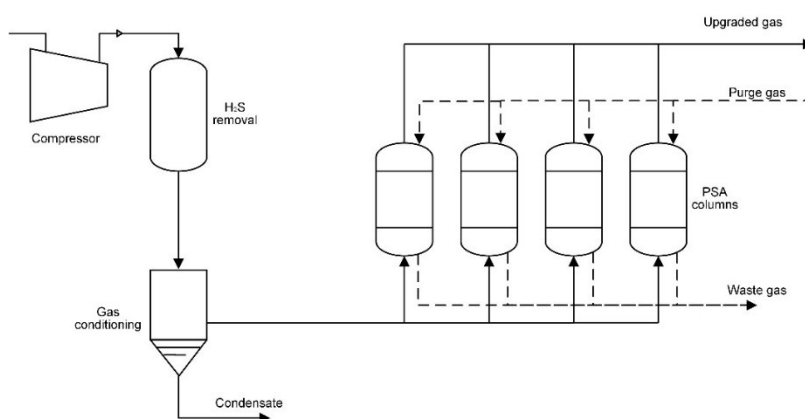 Upgraded gas
Purge gas
H₂S
removal
Compressor
PSA
columns
Gas
conditioning
Waste gas
Condensate